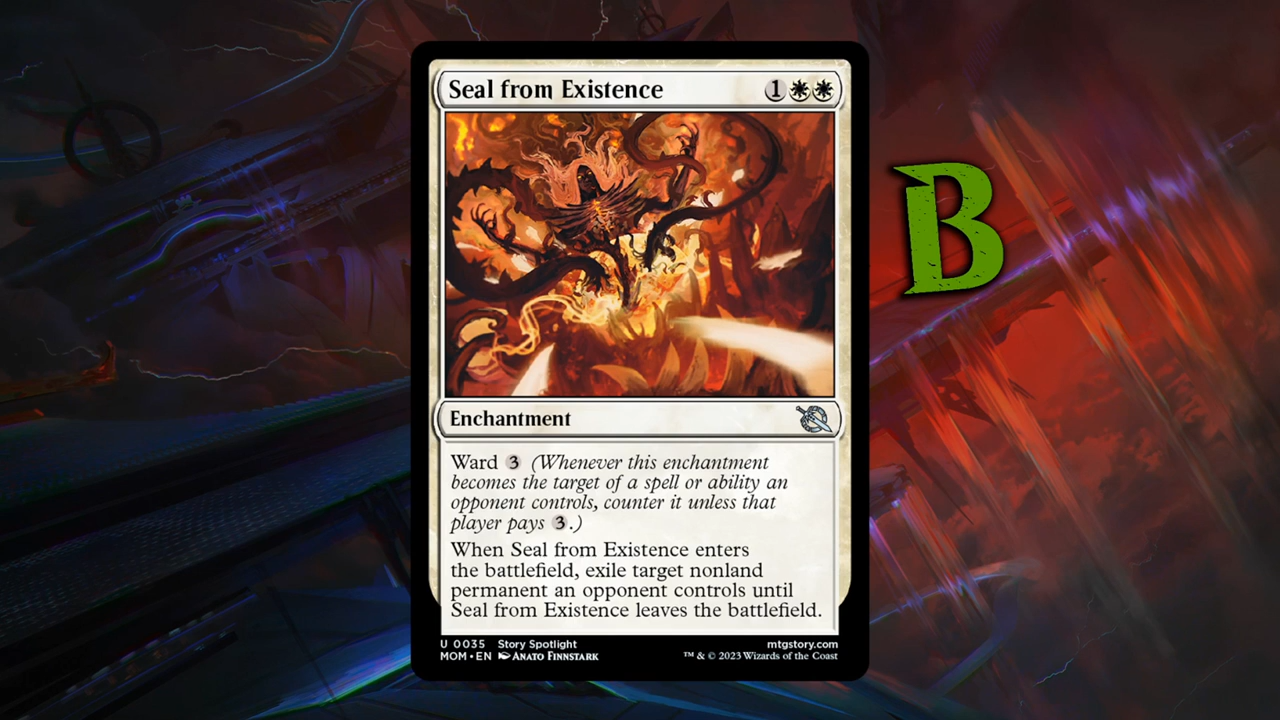 Seal from Existence 1
B
Enchantment
Ward 3 (Whenever this enchantment
becomes the target of a spell or ability an
opponent controls, counter it unless that
player pays 3.)
When Seal from Existence enters
the battlefield, exile target nonland
permanent an opponent controls until
Seal from Existence leaves the battlefield.
U 0035 Story Spotlight mtgstory.com
MOM • EN Anato Finnstark ™ & © 2023 Wizards of the Coast